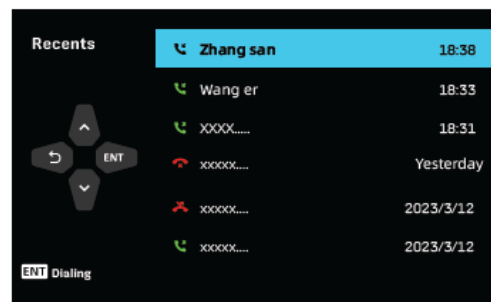 Recents
Zhang san 18:38
Wang er 18:33
XXXX..... 18:31
xxxxx.... Yesterday
xxxxx.... 2023/3/12
xxxxx.... 2023/3/12
ENT
ENT Dialing